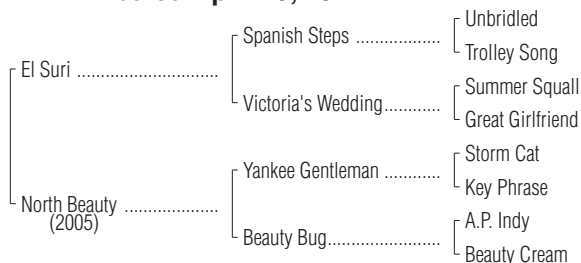 Unbridled
Spanish Steps ..................
Trolley Song
El Suri ..............................
Summer Squall
Victoria's Wedding............
Great Girlfriend
Storm Cat
Yankee Gentleman ............
Key Phrase
North Beauty ....................
(2005)
A.P. Indy
Beauty Bug.......................
Beauty Cream